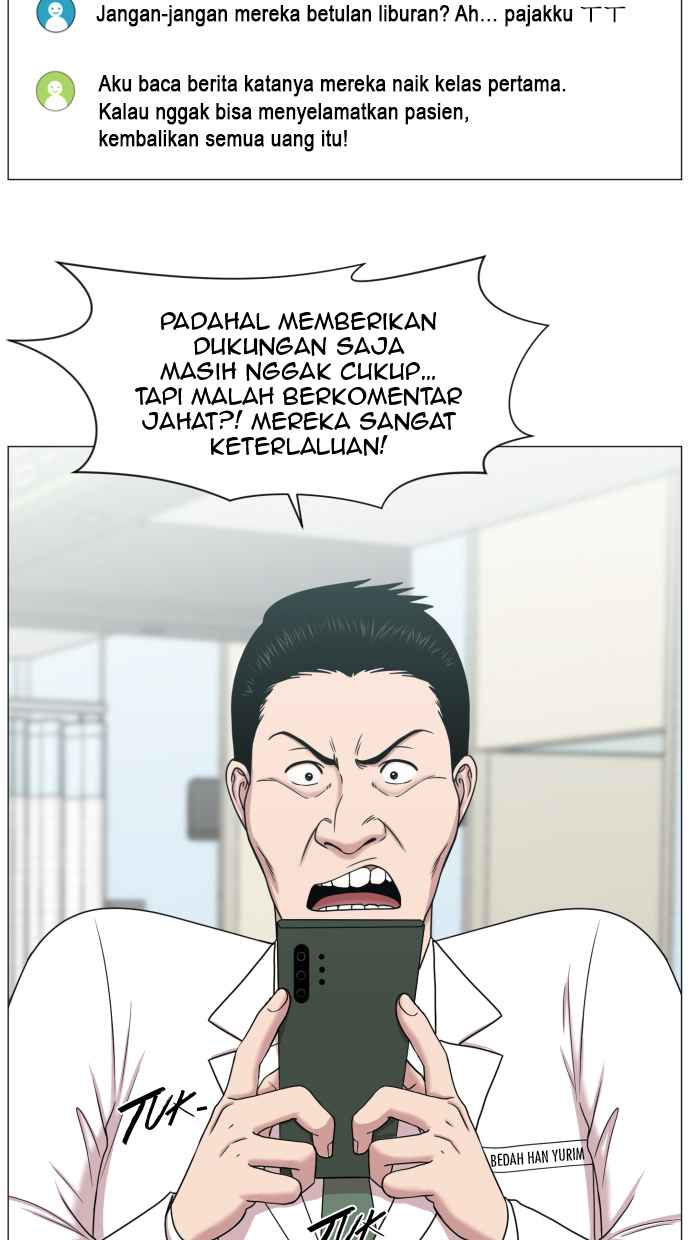 Jangan-jangan mereka betulan liburan? Ah... pajakku ㅜㅜ
Aku baca berita katanya mereka naik kelas pertama.
Kalau nggak bisa menyelamatkan pasien,
kembalikan semua uang itu!
PADAHAL MEMBERIKAN
DUKUNGAN SAJA
MASIH NGGAK CUKUP...
TAPI MALAH BERKOMENTAR
JAHAT?! MEREKA SANGAT
KETERLALUAN!
TUK-
BEDAH HAN YURIM
TUK